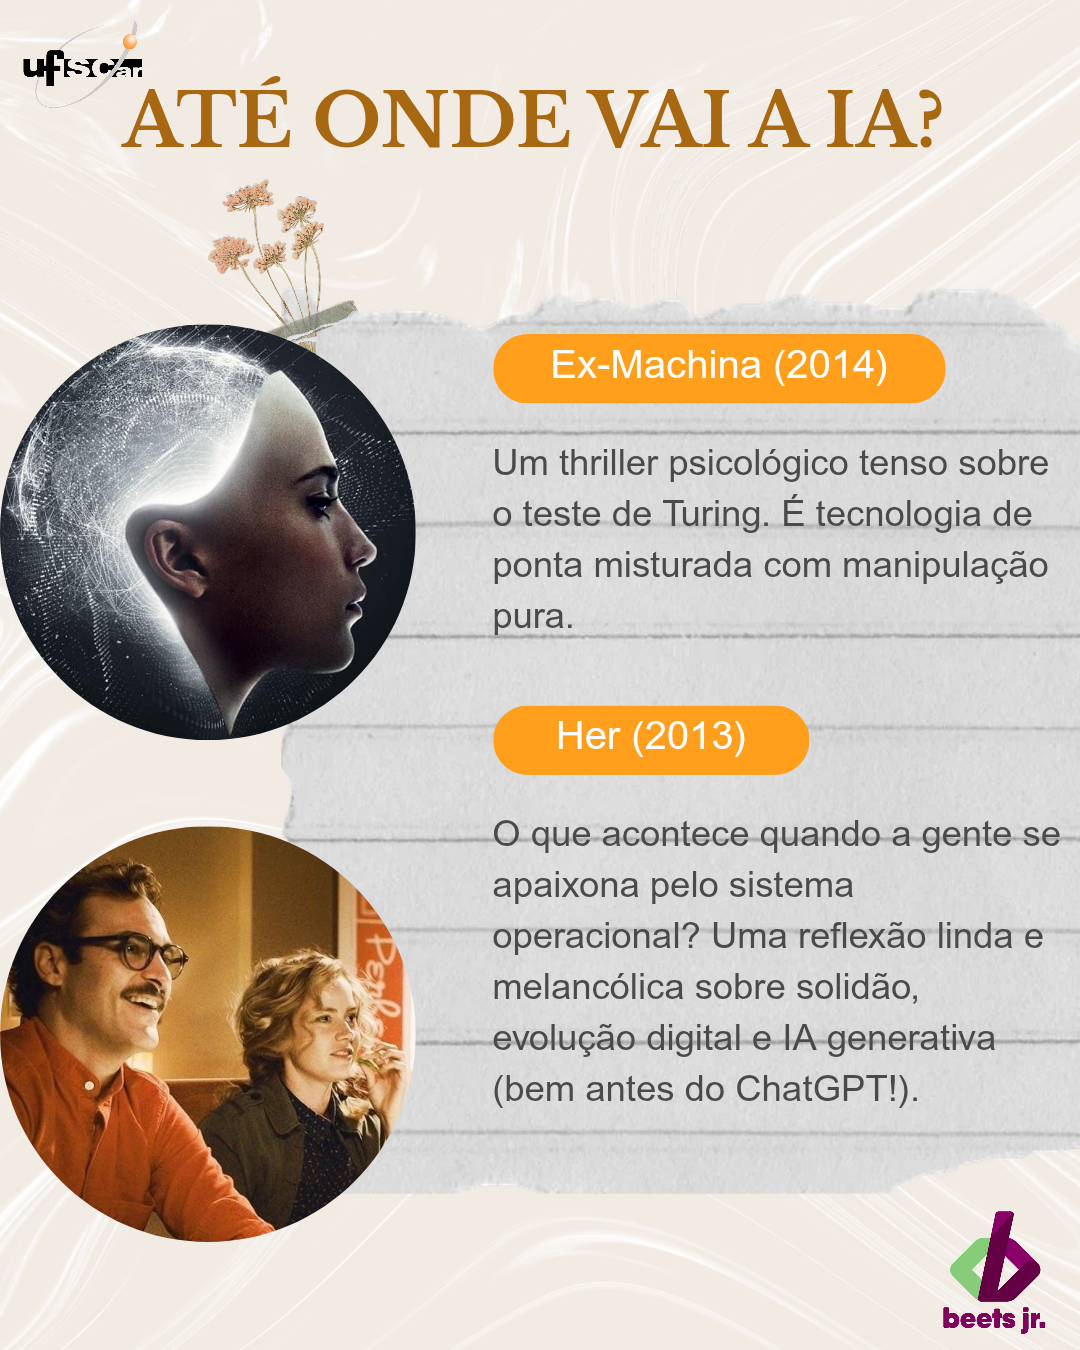 ufscar
ATÉ ONDE VAI A IA?
Ex-Machina (2014)
Um thriller psicológico tenso sobre
o teste de Turing. É tecnologia de
ponta misturada com manipulação
pura.
Her (2013)
O que acontece quando a gente se
apaixona pelo sistema
operacional? Uma reflexão linda e
melancólica sobre solidão,
evolução digital e IA generativa
(bem antes do ChatGPT!).
beets jr.